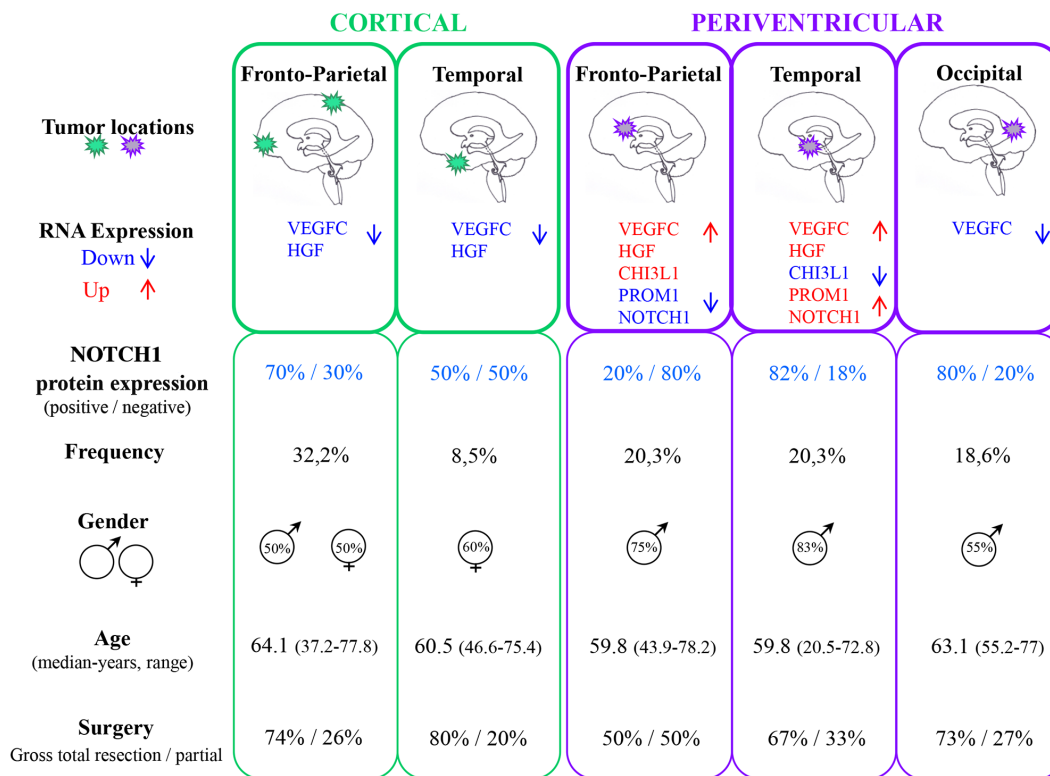 CORTICAL PERIVENTRICULAR
Fronto-Parietal Temporal Fronto-Parietal Temporal Occipital
Tumor locations
RNA Expression
Down
Up
VEGFC
HGF
VEGFC
HGF
VEGFC
HGF
CHI3L1
PROM1
NOTCH1
VEGFC
HGF
CHI3L1
PROM1
NOTCH1
VEGFC
NOTCH1
protein expression
(positive / negative)
70% / 30% 50% / 50% 20% / 80% 82% / 18% 80% / 20%
Frequency 32,2% 8,5% 20,3% 20,3% 18,6%
Gender
50% 50% 60% 75% 83% 55%
Age
(median-years, range)
64.1 (37.2-77.8) 60.5 (46.6-75.4) 59.8 (43.9-78.2) 59.8 (20.5-72.8) 63.1 (55.2-77)
Surgery
Gross total resection / partial
74% / 26% 80% / 20% 50% / 50% 67% / 33% 73% / 27%